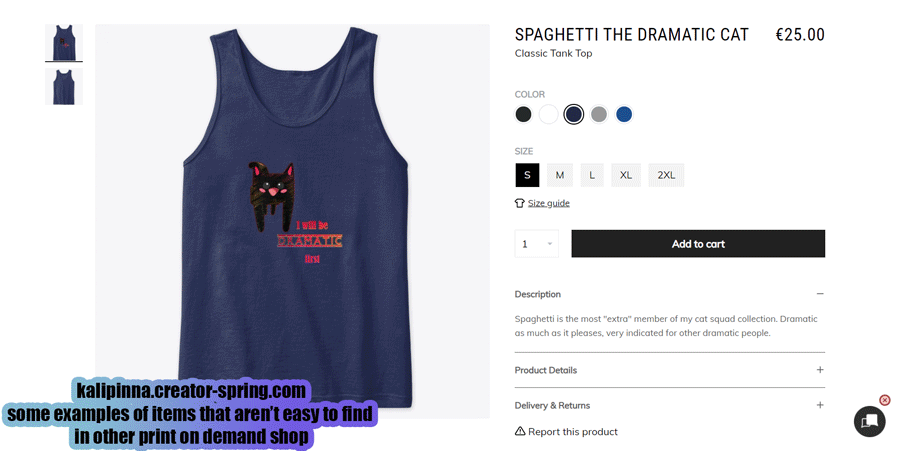 SPAGHETTI THE DRAMATIC CAT
€25.00
Classic Tank Top
COLOR
SIZE
S M L XL 2XL
Size guide
1
Add to cart
I will Be
DRAMATIC
first
Description
Spaghetti is the most "extra" member of my cat squad collection. Dramatic
as much as it pleases, very indicated for other dramatic people.
Product Details
Delivery & Returns
Report this product
kalipinna.creator-spring.com
some examples of items that aren't easy to find
in other print on demand shop